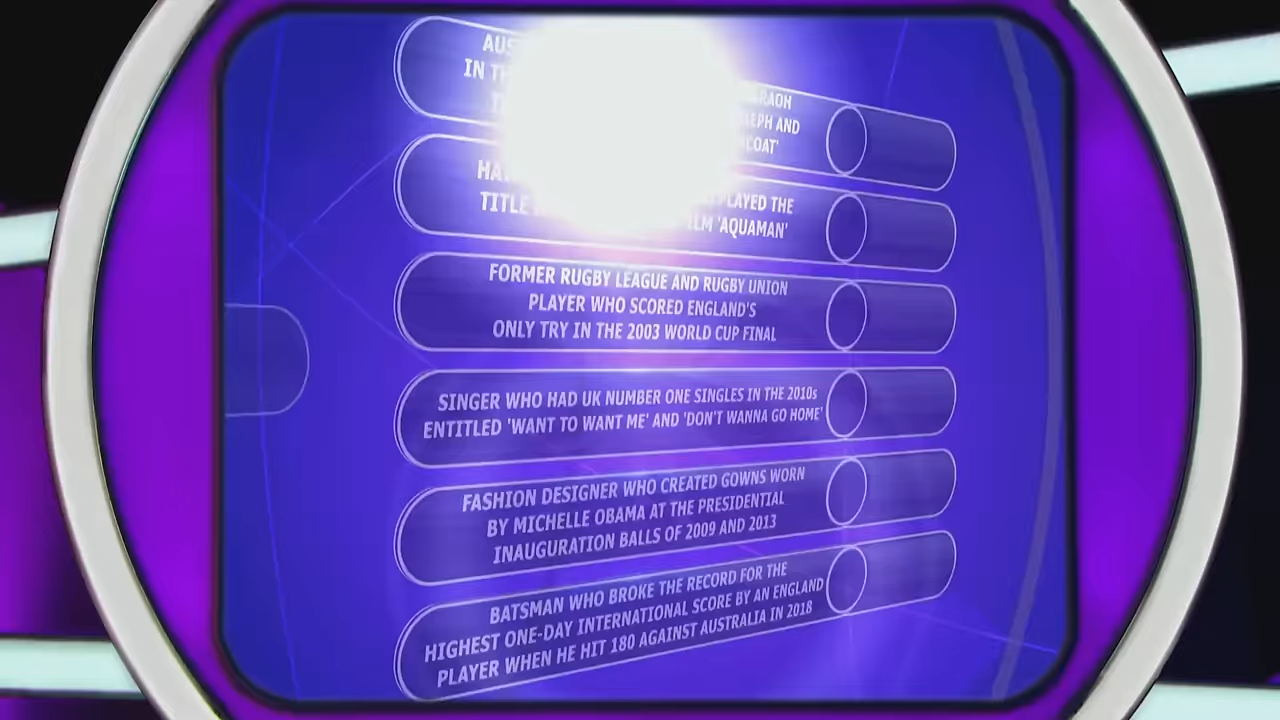 RAOH
IN TH
EPH AND
COAT'
PLAYED THE
TITLE
'AQUAMAN'
FORMER RUGBY LEAGUE AND RUGBY UNION
PLAYER WHO SCORED ENGLAND'S
ONLY TRY IN THE 2003 WORLD CUP FINAL
SINGER WHO HAD UK NUMBER ONE SINGLES IN THE 2010s
ENTITLED 'WANT TO WANT ME' AND 'DON'T WANNA GO HOME'
FASHION DESIGNER WHO CREATED GOWNS WORN
BY MICHELLE OBAMA AT THE PRESIDENTIAL
INAUGURATION BALLS OF 2009 AND 2013
BATSMAN WHO BROKE THE RECORD FOR THE
HIGHEST ONE-DAY INTERNATIONAL SCORE BY AN ENGLAND
PLAYER WHEN HE HIT 180 AGAINST AUSTRALIA IN 2018